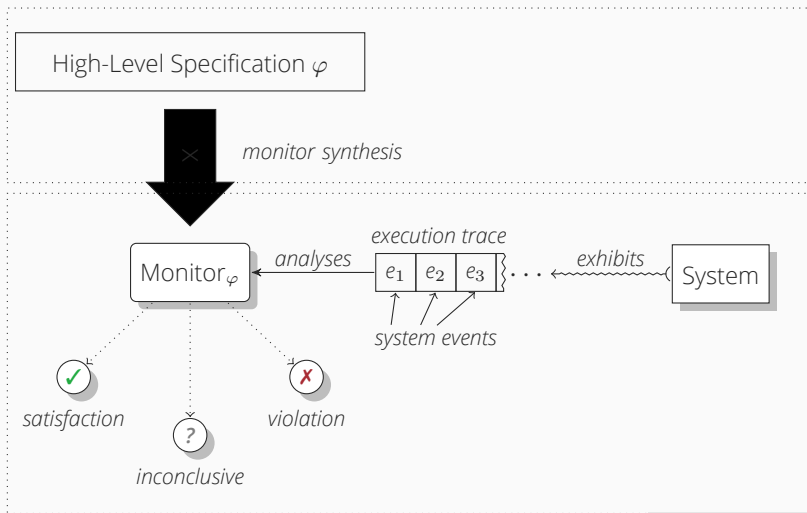 High-Level Specification φ
monitor synthesis
execution trace
analyses
exhibits
Monitorφ
e1 e2 e3 ···
System
system events
✓
✗
satisfaction
violation
?
inconclusive